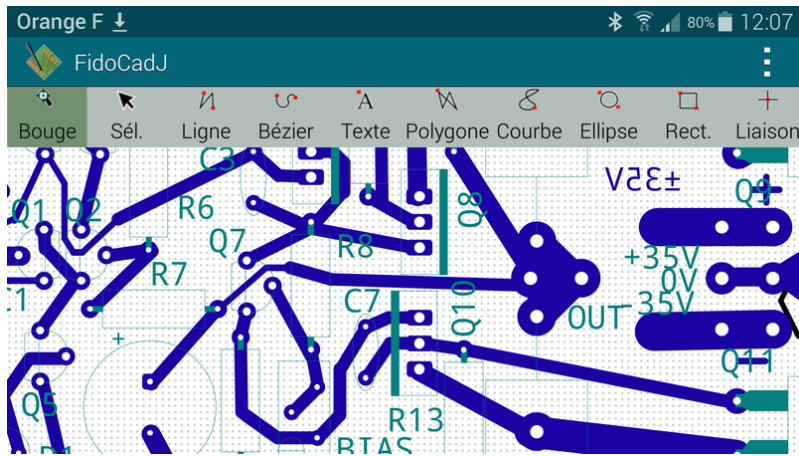 Orange F 80% 12:07
FidoCadJ
Bouge Sél. Ligne Bézier Texte Polygone Courbe Ellipse Rect. Liaison
C3
±35V
Q9
Q1 Q2 R6 Q8
Q7 R8
+35V
R7 0V
C7 Q10 -35V
OUT
Q11
Q5 R13
BIAS